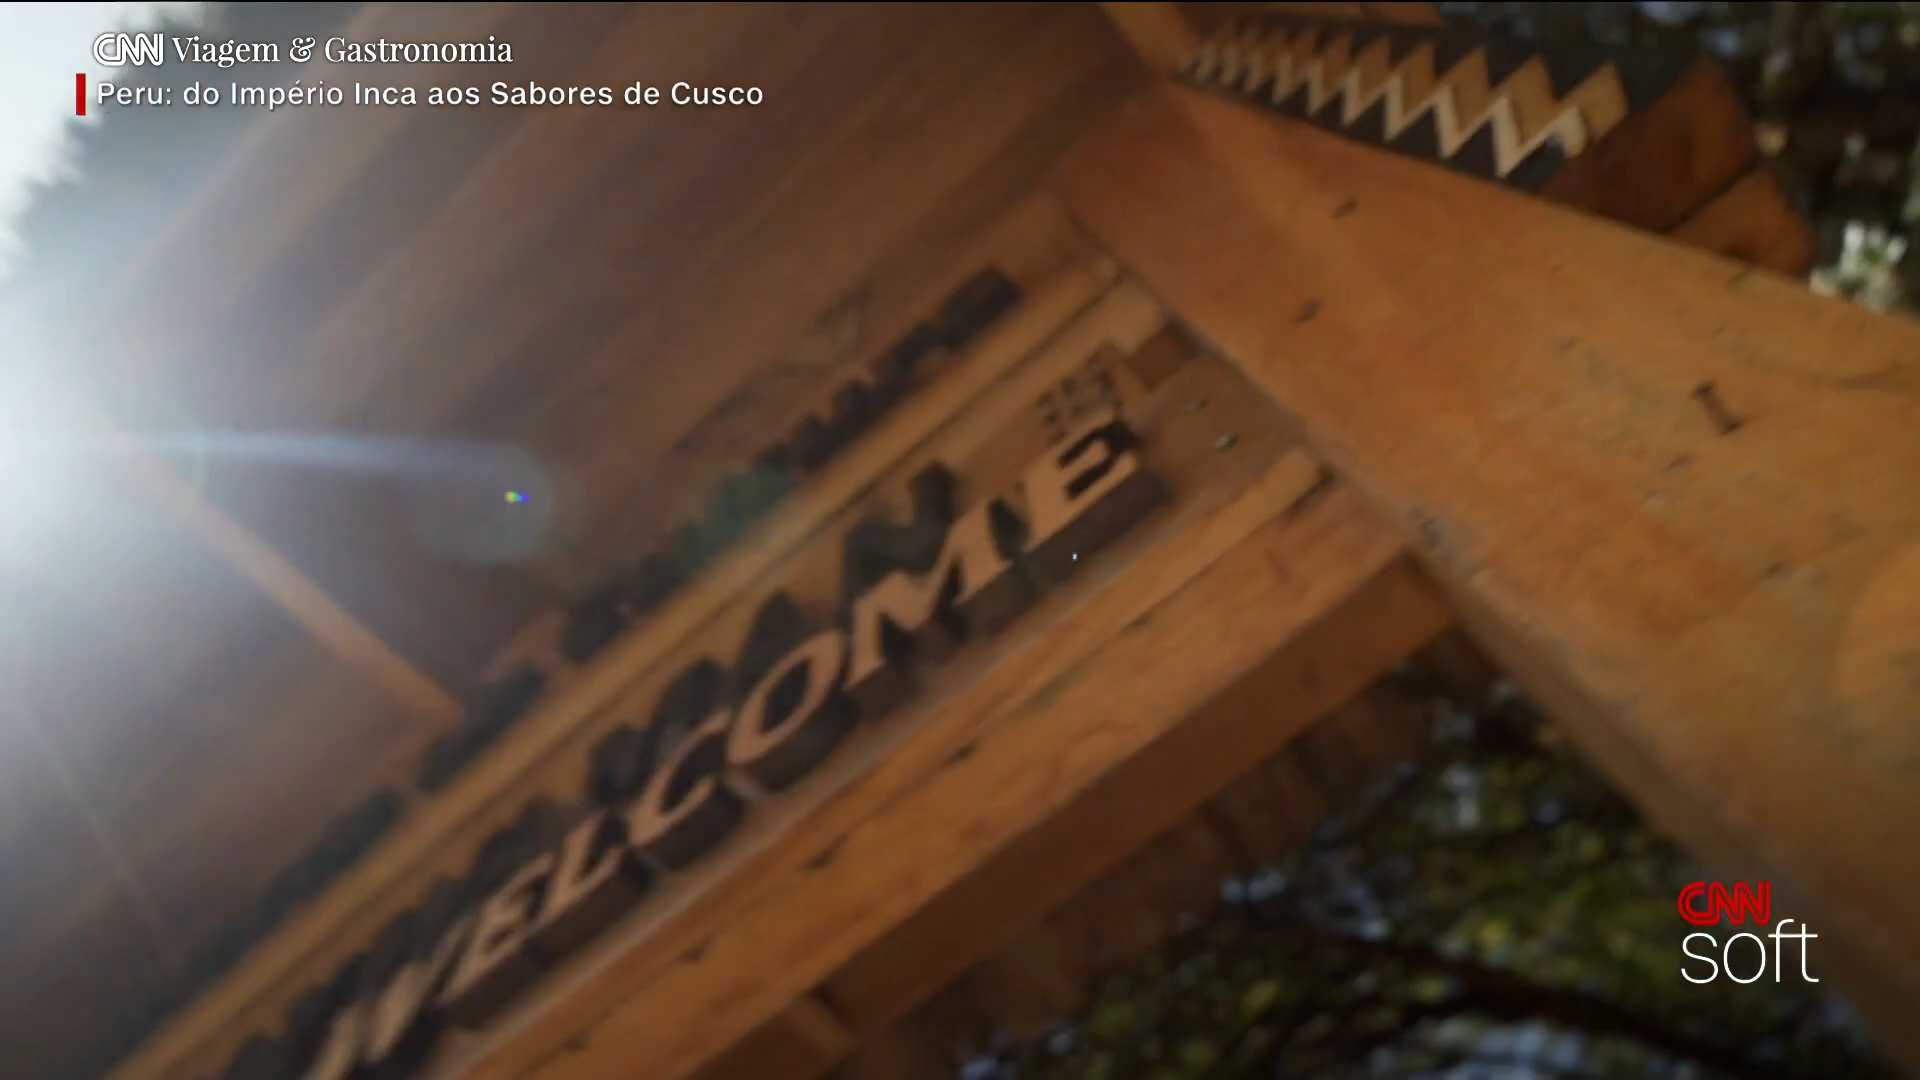 CNN Viagem & Gastronomia
Peru: do Império Inca aos Sabores de Cusco
WELCOME
CNN
soft